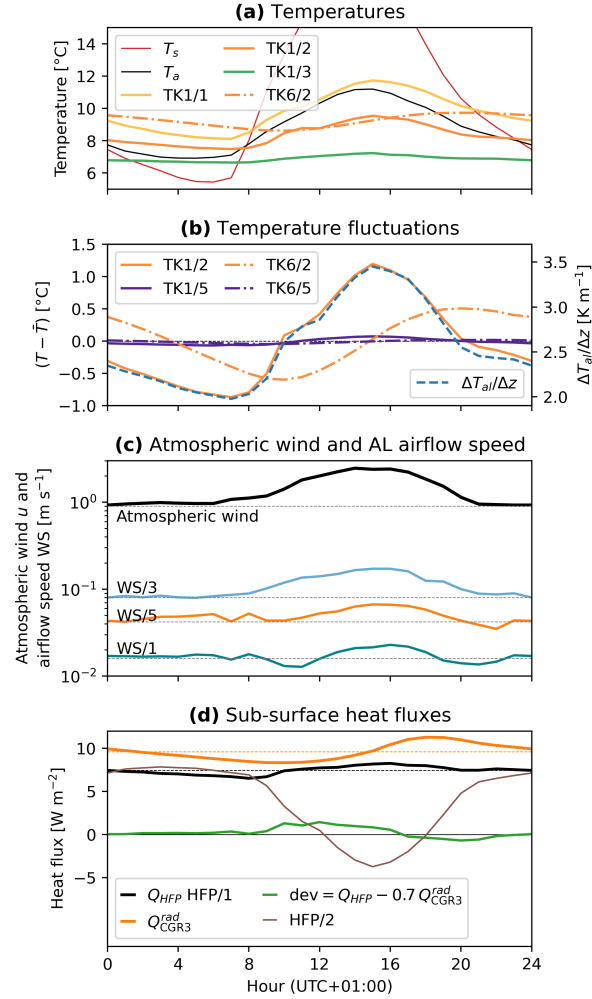 (a) Temperatures
Temperature [°C]
14
12
10
8
6
T_s
T_a
TK1/1
TK1/2
TK1/3
TK6/2
(b) Temperature fluctuations
(T − T̄) [°C]
1.5
1.0
0.5
0.0
−0.5
−1.0
TK1/2
TK1/5
TK6/2
TK6/5
ΔT_al/Δz
3.5
3.0
2.5
2.0
ΔT_al/Δz [K m⁻¹]
(c) Atmospheric wind and AL airflow speed
Atmospheric wind u and
airflow speed WS [m s⁻¹]
10⁰
10⁻¹
10⁻²
Atmospheric wind
WS/3
WS/5
WS/1
(d) Sub-surface heat fluxes
Heat flux [W m⁻²]
10
5
0
−5
Q_HFP HFP/1
Q_CGR3^rad
dev = Q_HFP − 0.7 Q_CGR3^rad
HFP/2
0 4 8 12 16 20 24
Hour (UTC+01:00)